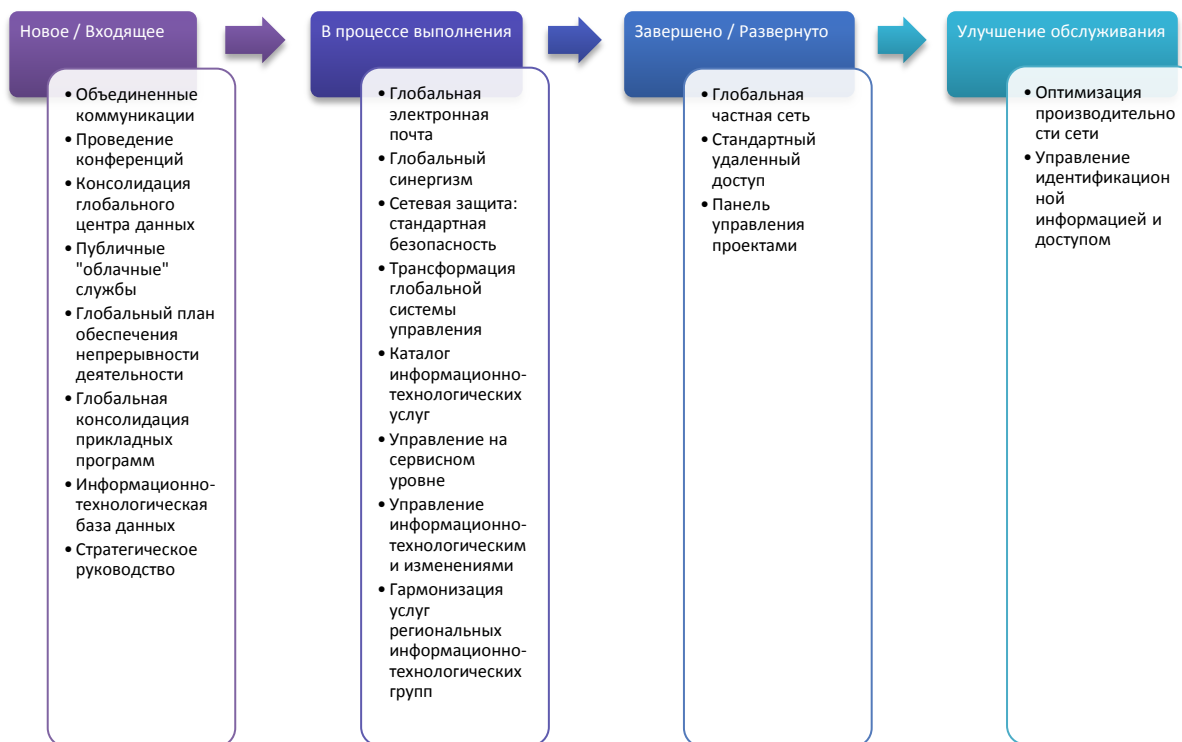 Новое / Входящее
• Объединенные
коммуникации
• Проведение
конференций
• Консолидация
глобального
центра данных
• Публичные
"облачные"
службы
• Глобальный план
обеспечения
непрерывности
деятельности
• Глобальная
консолидация
прикладных
программ
• Информационно-
технологическая
база данных
• Стратегическое
руководство
В процессе выполнения
• Глобальная
электронная
почта
• Глобальный
синергизм
• Сетевая защита:
стандартная
безопасность
• Трансформация
глобальной
системы
управления
• Каталог
информационно-
технологических
услуг
• Управление на
сервисном
уровне
• Управление
информационно-
технологическим
и изменениями
• Гармонизация
услуг
региональных
информационно-
технологических
групп
Завершено / Развернуто
• Глобальная
частная сеть
• Стандартный
удаленный
доступ
• Панель
управления
проектами
Улучшение обслуживания
• Оптимизация
производительно
сти сети
• Управление
идентификацион
ной
информацией и
доступом